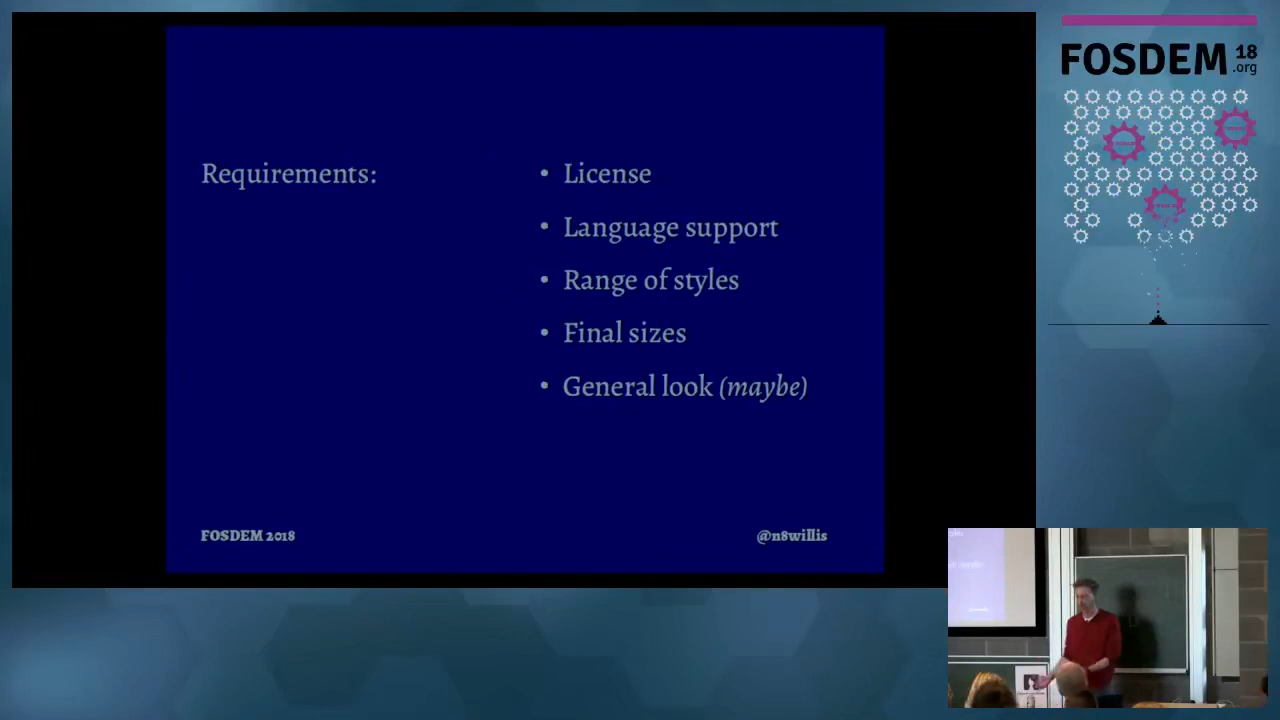 Requirements:
• License
• Language support
• Range of styles
• Final sizes
• General look (maybe)
FOSDEM 2018
@n8willis
FOSDEM 18
.org